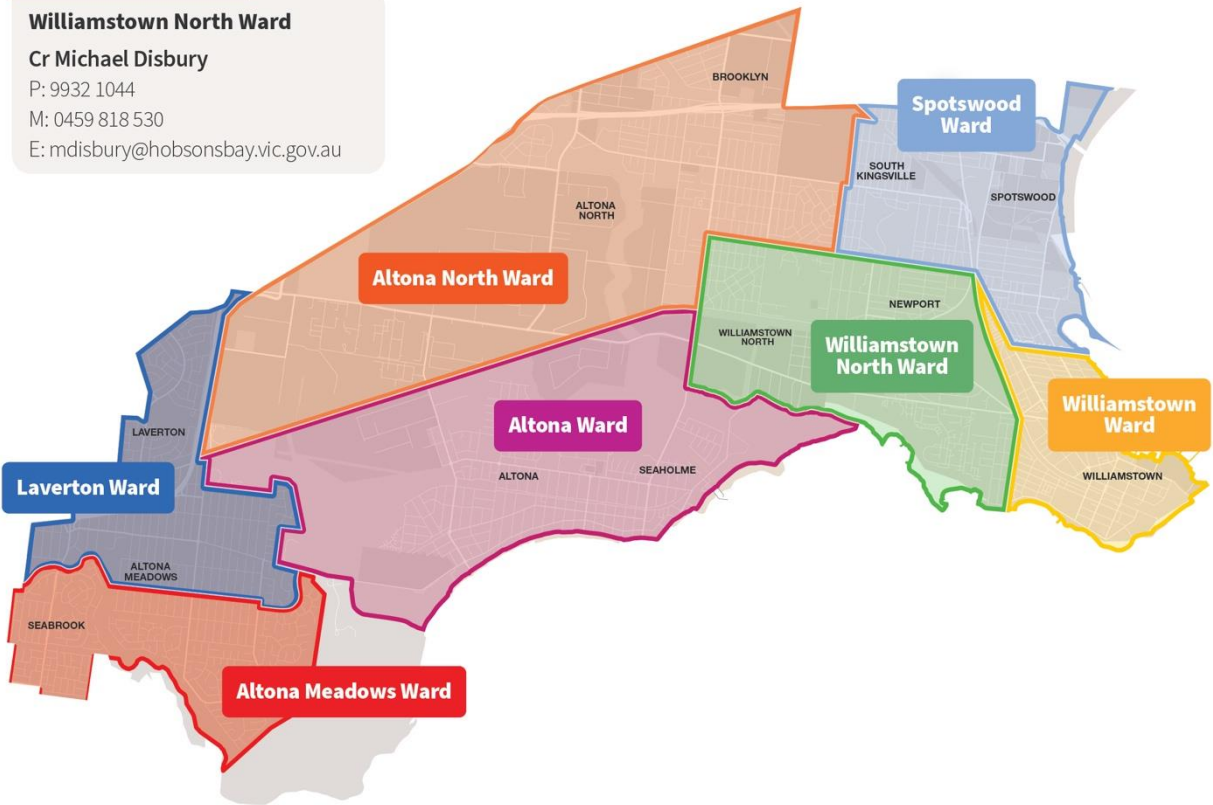 Williamstown North Ward
Cr Michael Disbury
P: 9932 1044
M: 0459 818 530
E: mdisbury@hobsonsbay.vic.gov.au
BROOKLYN
Spotswood
Ward
SOUTH
KINGSVILLE
SPOTSWOOD
ALTONA
NORTH
Altona North Ward
NEWPORT
WILLIAMSTOWN
NORTH
Williamstown
North Ward
Williamstown
Ward
Altona Ward
LAVERTON
SEAHOLME
ALTONA
WILLIAMSTOWN
Laverton Ward
ALTONA
MEADOWS
SEABROOK
Altona Meadows Ward